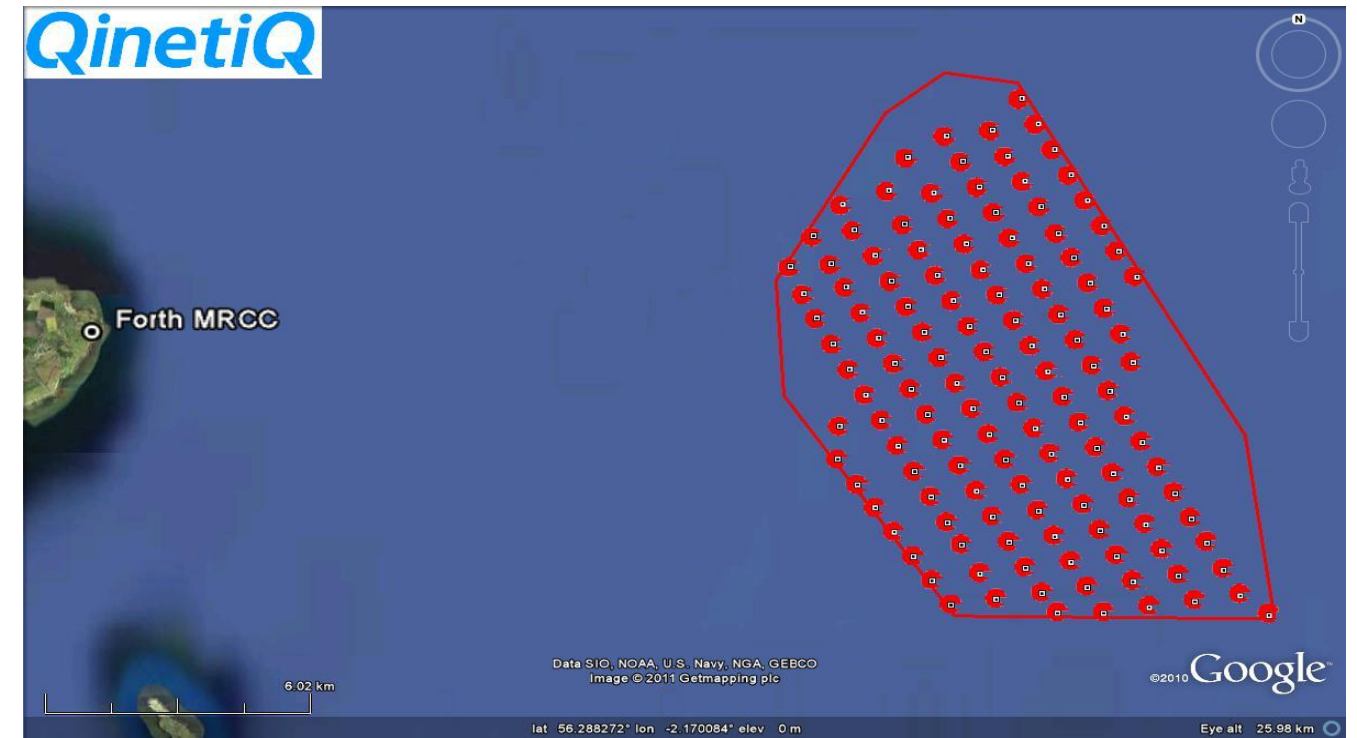 QinetiQ
N
Forth MRCC
Data SIO, NOAA, U.S. Navy, NGA, GEBCO
Image © 2011 Getmapping plc
©2010 Google
6.02 km
lat 56.288272° lon -2.170084° elev 0 m
Eye alt 25.98 km